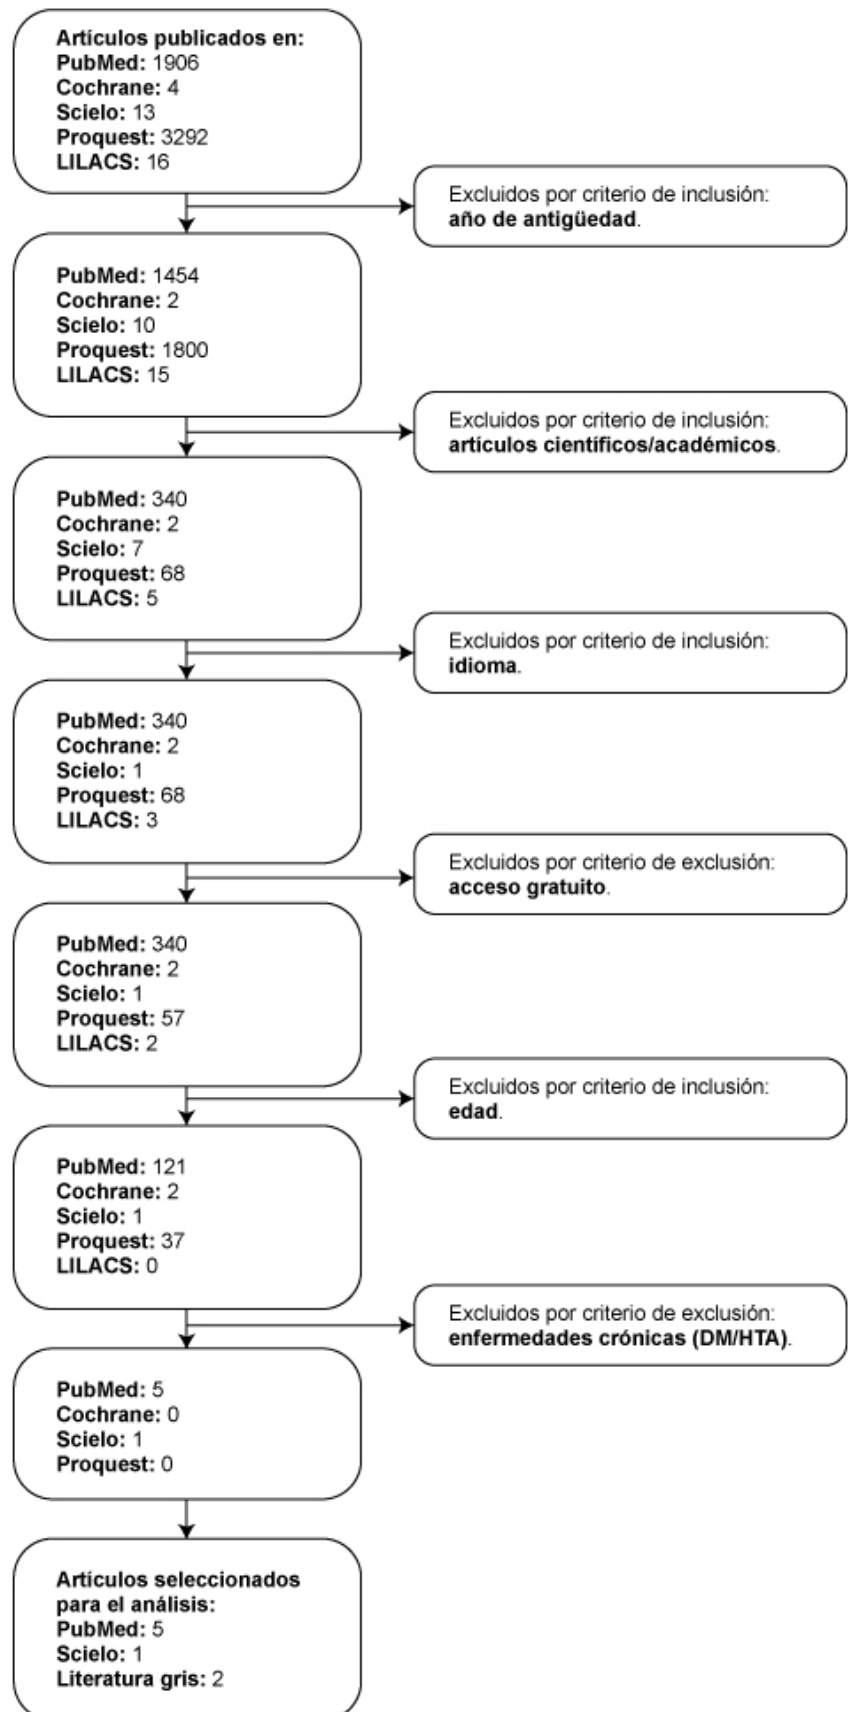 Artículos publicados en:
PubMed: 1906
Cochrane: 4
Scielo: 13
Proquest: 3292
LILACS: 16
Excluidos por criterio de inclusión:
año de antigüedad.
PubMed: 1454
Cochrane: 2
Scielo: 10
Proquest: 1800
LILACS: 15
Excluidos por criterio de inclusión:
artículos científicos/académicos.
PubMed: 340
Cochrane: 2
Scielo: 7
Proquest: 68
LILACS: 5
Excluidos por criterio de inclusión:
idioma.
PubMed: 340
Cochrane: 2
Scielo: 1
Proquest: 68
LILACS: 3
Excluidos por criterio de exclusión:
acceso gratuito.
PubMed: 340
Cochrane: 2
Scielo: 1
Proquest: 57
LILACS: 2
Excluidos por criterio de inclusión:
edad.
PubMed: 121
Cochrane: 2
Scielo: 1
Proquest: 37
LILACS: 0
Excluidos por criterio de exclusión:
enfermedades crónicas (DM/HTA).
PubMed: 5
Cochrane: 0
Scielo: 1
Proquest: 0
Artículos seleccionados
para el análisis:
PubMed: 5
Scielo: 1
Literatura gris: 2